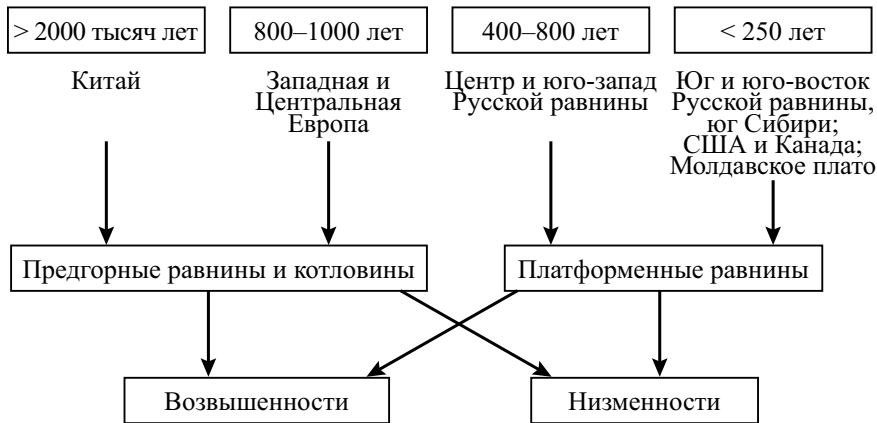 > 2000 тысяч лет
800–1000 лет
400–800 лет
< 250 лет
Китай
Западная и
Центральная
Европа
Центр и юго-запад
Русской равнины
Юг и юго-восток
Русской равнины,
юг Сибири;
США и Канада;
Молдавское плато
Предгорные равнины и котловины
Платформенные равнины
Возвышенности
Низменности